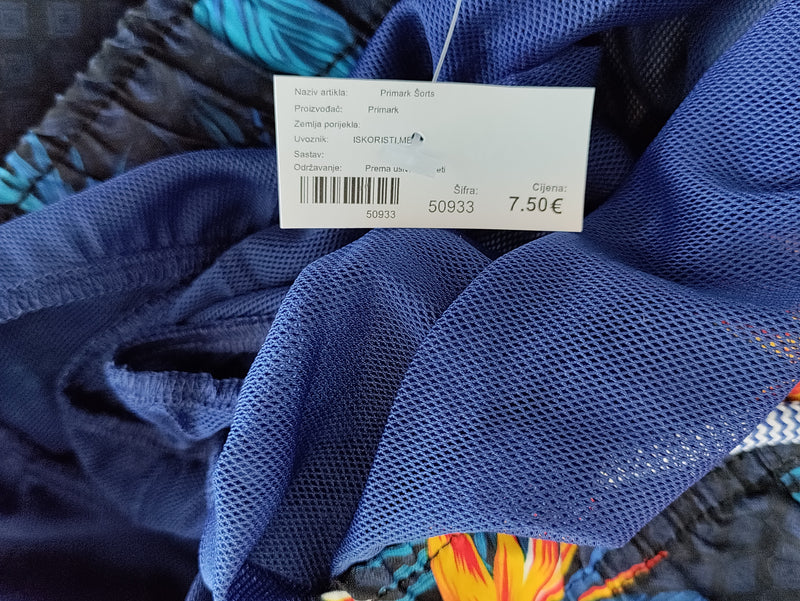 Naziv artikla: Primark Šorts
Proizvođač: Primark
Zemlja porijekla:
Uvoznik: ISKORISTI,ME
Sastav:
Održavanje: Prema
Šifra: Cijena:
50933 50933 7.50€